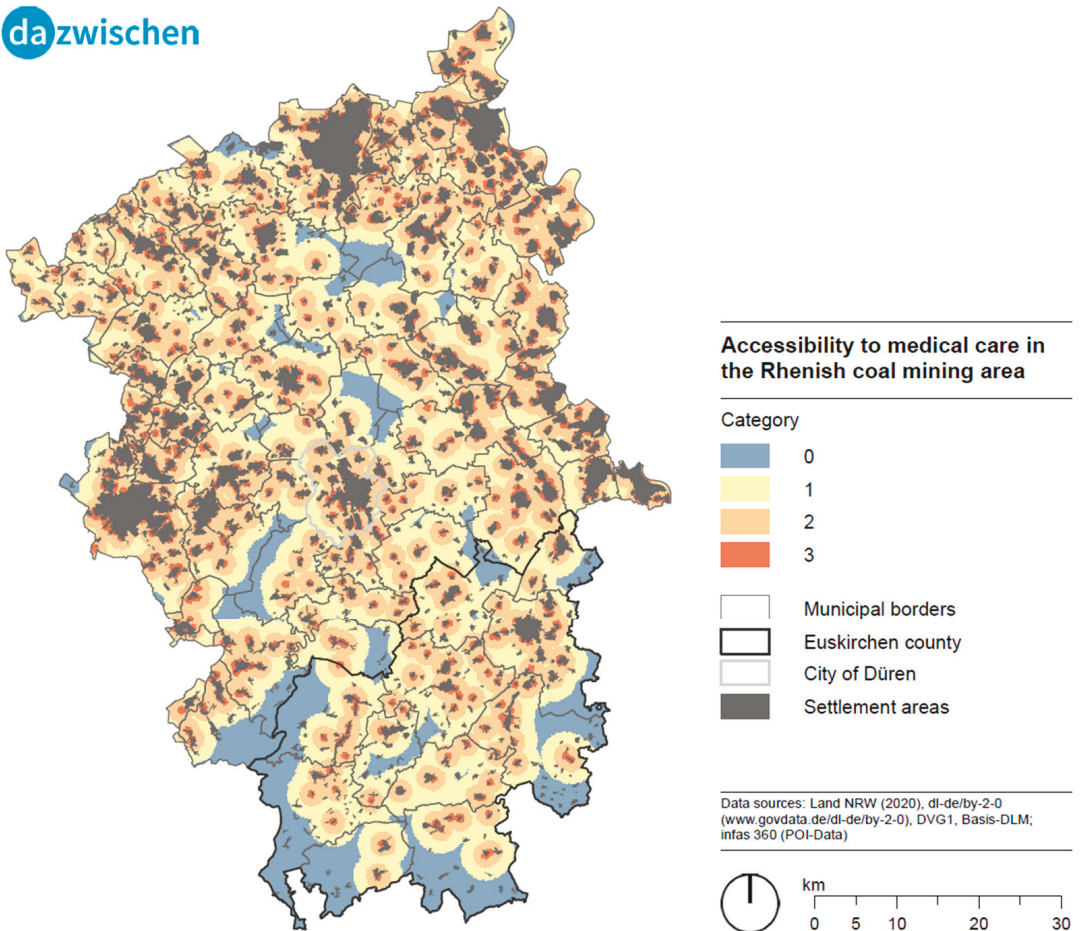 dazwischen
Accessibility to medical care in
the Rhenish coal mining area
Category
0
1
2
3
Municipal borders
Euskirchen county
City of Düren
Settlement areas
Data sources: Land NRW (2020), dl-de/by-2-0
(www.govdata.de/dl-de/by-2-0), DVG1, Basis-DLM;
infas 360 (POI-Data)
km
0 5 10 20 30